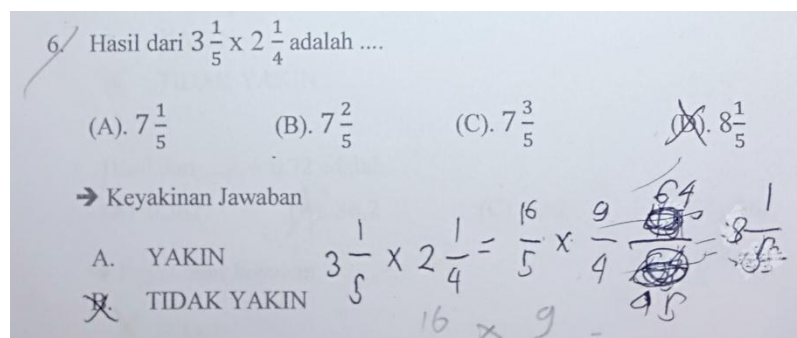 6. Hasil dari 3 1/5 x 2 1/4 adalah ....
(A). 7 1/5 (B). 7 2/5 (C). 7 3/5 (D). 8 1/5
➔ Keyakinan Jawaban
A. YAKIN
B. TIDAK YAKIN
3 1/5 x 2 1/4 = 16/5 x 9/4 64/45 8 1/5
16 x 9 =